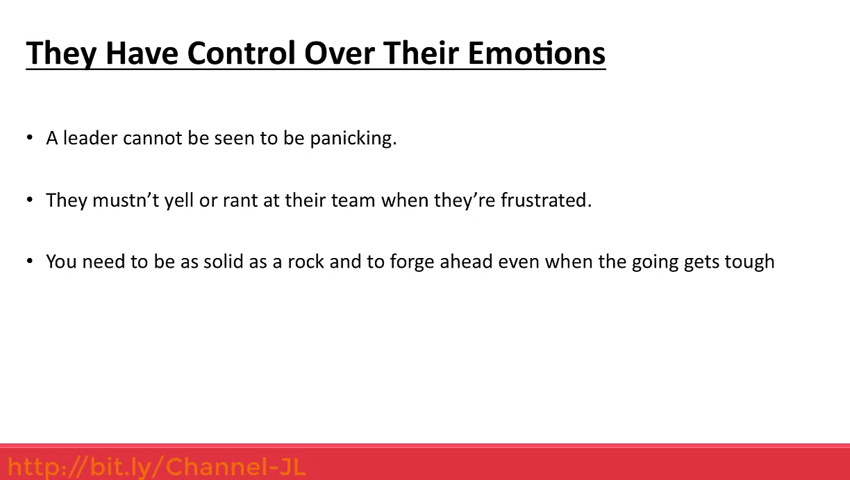 They Have Control Over Their Emotions
• A leader cannot be seen to be panicking.
• They mustn’t yell or rant at their team when they’re frustrated.
• You need to be as solid as a rock and to forge ahead even when the going gets tough
http://bit.ly/Channel-JL